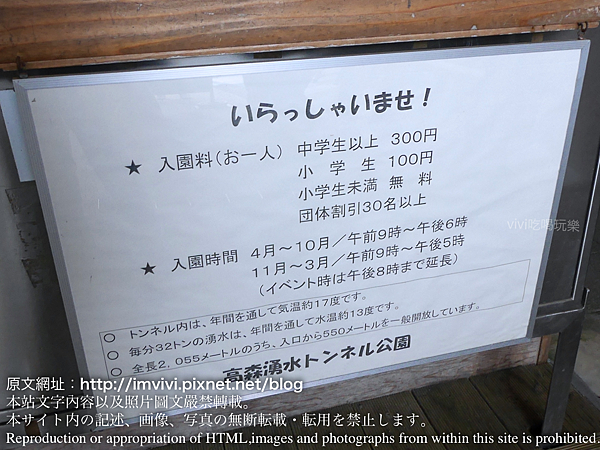 いらっしゃいませ！
★ 入園料(お一人) 中学生以上 300円
小 学 生 100円
小学生未満 無 料
団体割引30名以上
★ 入園時間 4月～10月／午前9時～午後6時
11月～3月／午前9時～午後5時
(イベント時は午後8時まで延長)
○ トンネル内は、年間を通して気温約17度です。
○ 毎分32トンの湧水は、年間を通して水温約13度です。
○ 全長2，055メートルのうち、入口から550メートルを一般開放しています。
高森湧水トンネル公園
vivi吃喝玩樂
原文網址：http://imvivi.pixnet.net/blog
本站文字內容以及照片圖文嚴禁轉載。
本サイト内の記述、画像、写真の無断転載・転用を禁止します。
Reproduction or appropriation of HTML,images and photographs from within this site is prohibited.